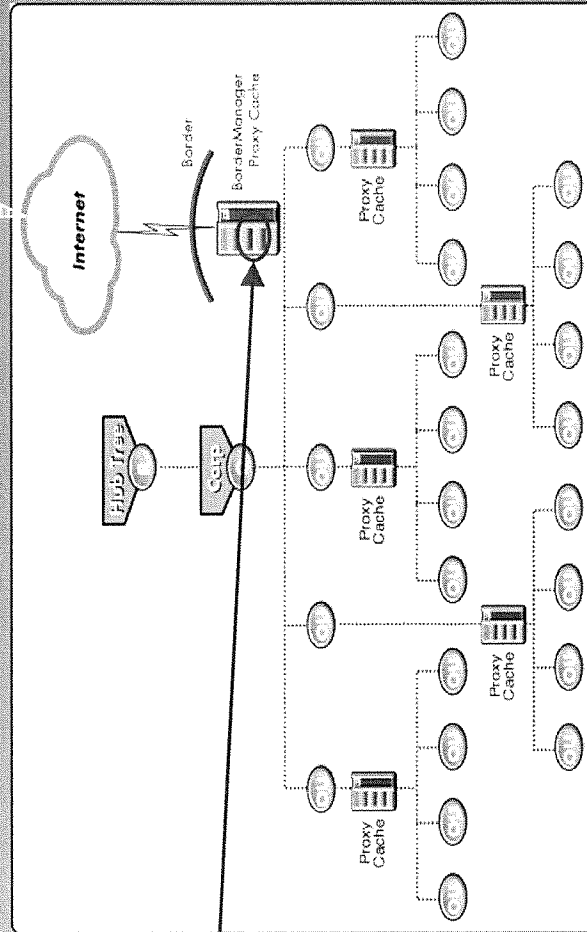 Internet
Border
BorderManager
Proxy Cache
Hub Tree
Corp
Proxy
Cache
Proxy
Cache
Proxy
Cache
Proxy
Cache
Proxy
Cache